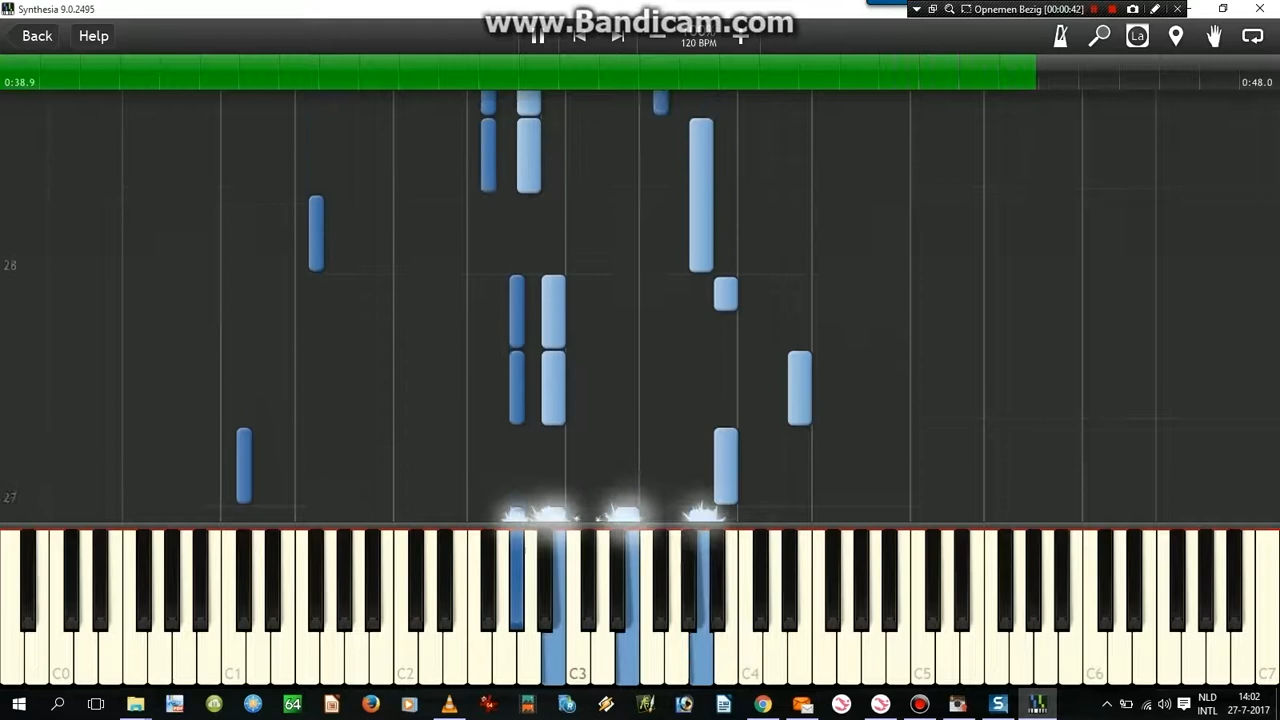 Synthesia 9.0.2495
Opnemen Bezig [00:00:42]
www.Bandicam.com
Back
Help
120 BPM
La
0:38.9
0:48.0
28
27
C0
C1
C2
C3
C4
C5
C6
C7
64
NLD
INTL
14:02
27-7-2017